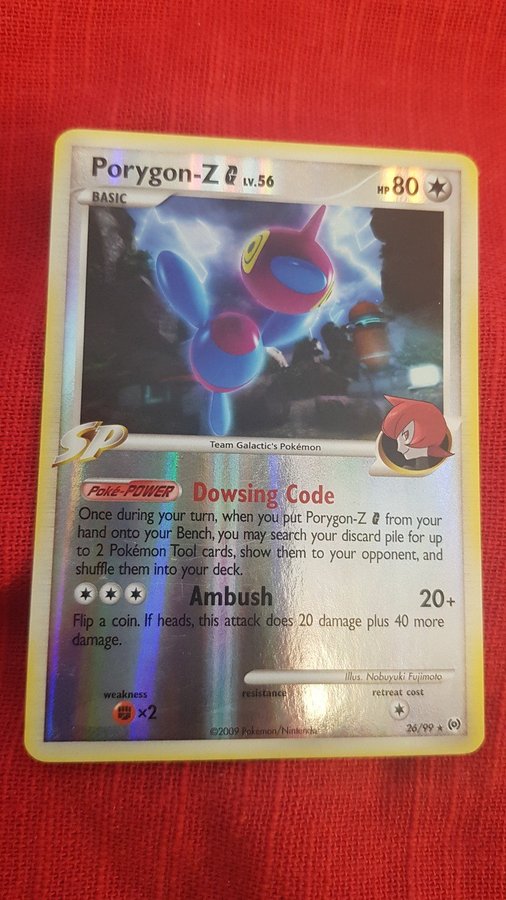 Porygon-Z G LV.56
HP 80
BASIC
SP
Team Galactic's Pokémon
Poké-POWER Dowsing Code
Once during your turn, when you put Porygon-Z G from your
hand onto your Bench, you may search your discard pile for up
to 2 Pokémon Tool cards, show them to your opponent, and
shuffle them into your deck.
Ambush 20+
Flip a coin. If heads, this attack does 20 damage plus 40 more
damage.
Illus. Nobuyuki Fujimoto
weakness resistance retreat cost
×2
©2009 Pokémon/Nintendo
26/99 ★